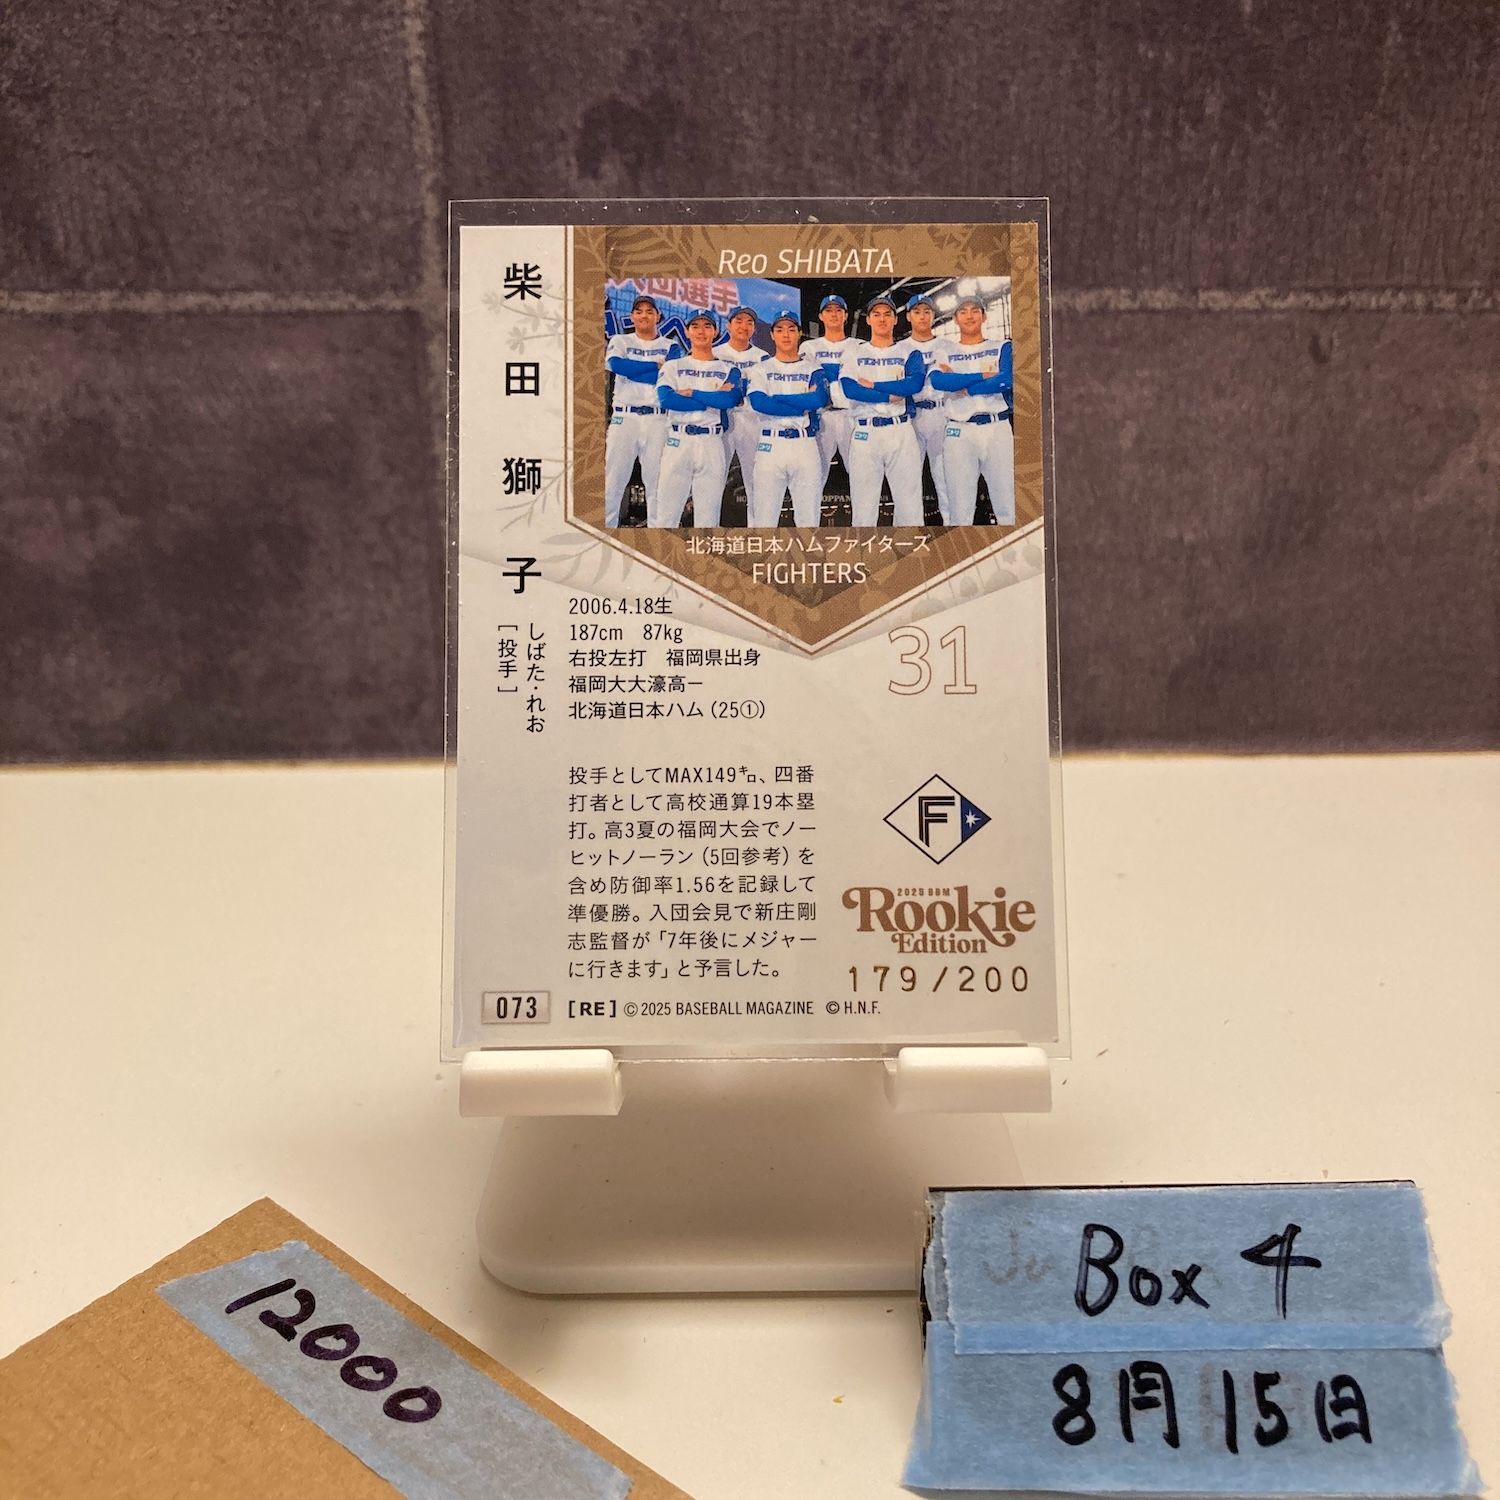 Reo SHIBATA
入団選手
北海道日本ハムファイターズ
FIGHTERS
柴田獅子
しばた・れお
[投手]
2006.4.18生
187cm 87kg
右投左打 福岡県出身
福岡大大濠高ー
北海道日本ハム (25①)
31
投手としてMAX149㌔、四番
打者として高校通算19本塁
打。高3夏の福岡大会でノー
ヒットノーラン (5回参考) を
含め防御率1.56を記録して
準優勝。入団会見で新庄剛
志監督が「7年後にメジャー
に行きます」と予言した。
F
2025 BBM
Rookie
Edition
179/200
073 [RE] ©2025 BASEBALL MAGAZINE ©H.N.F.
12000
Box 4
8月15日